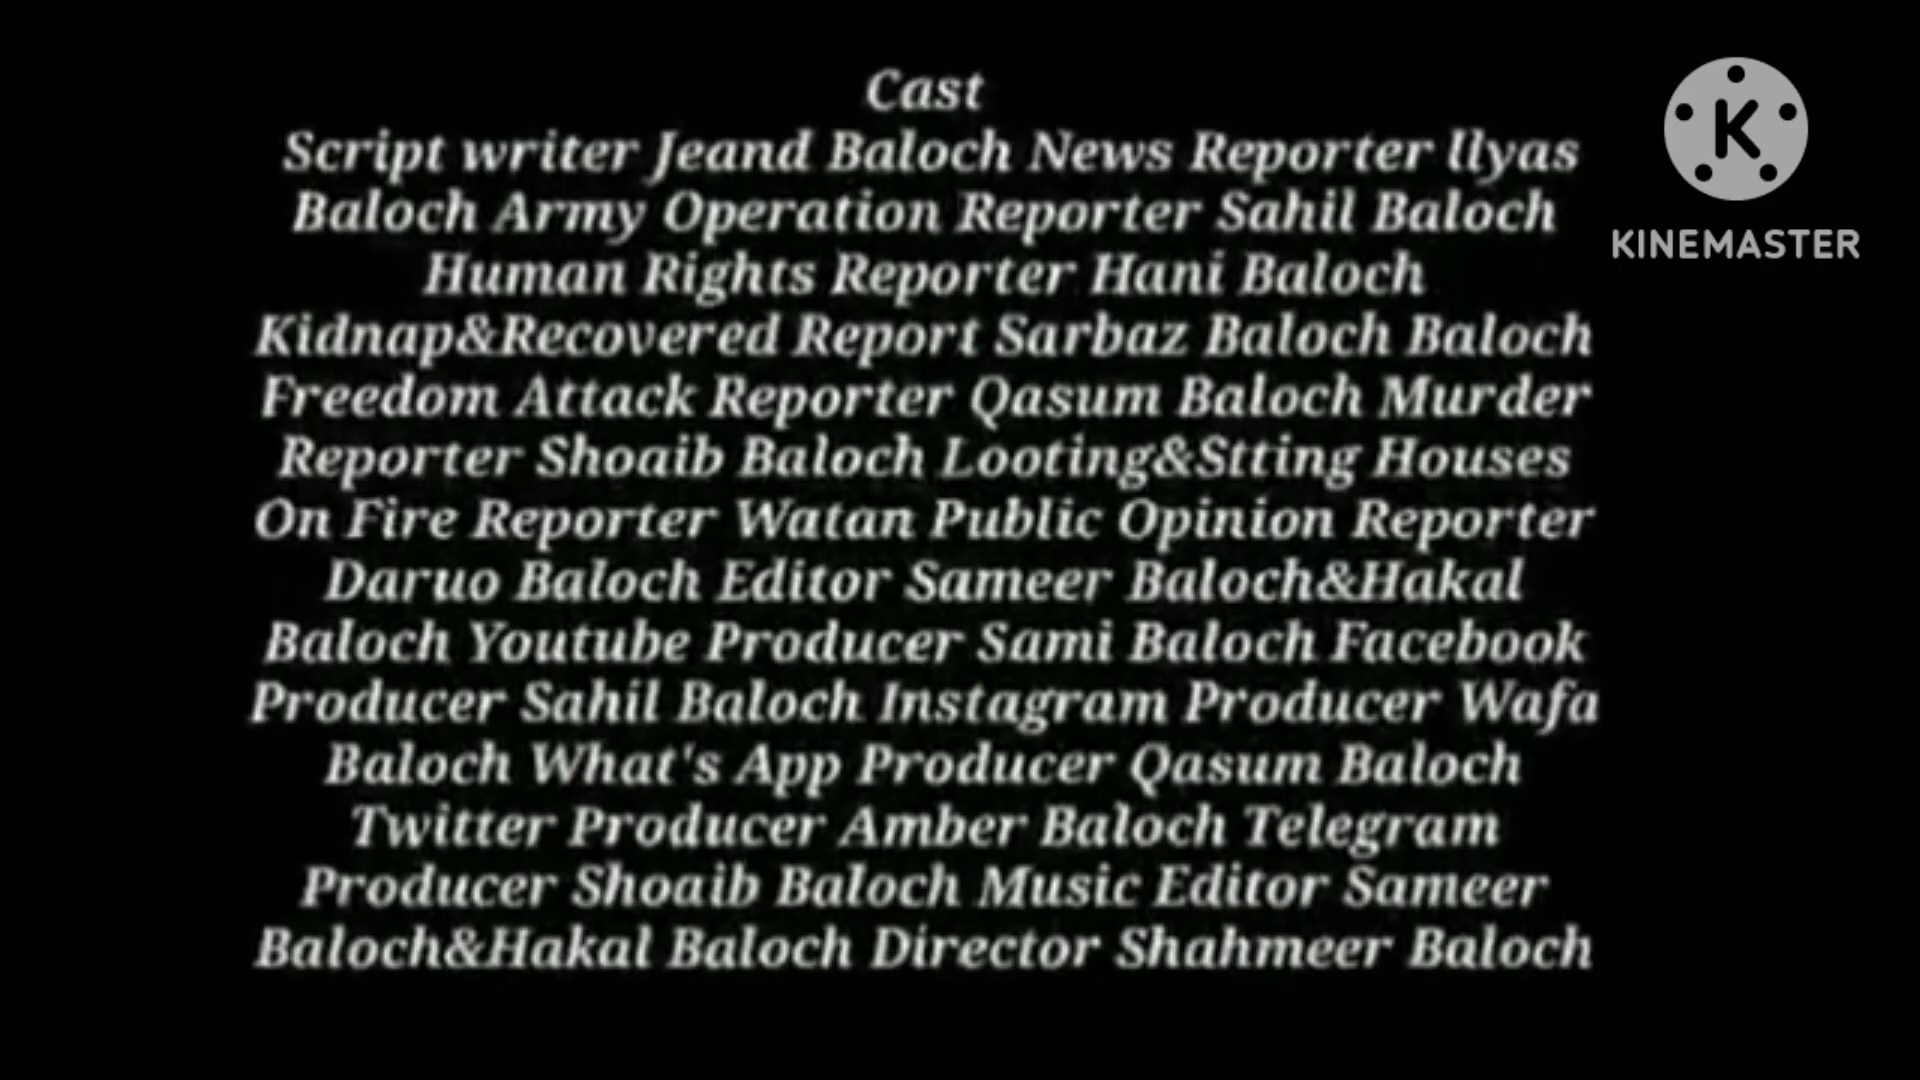 Cast
Script writer Jeand Baloch News Reporter llyas
Baloch Army Operation Reporter Sahil Baloch
Human Rights Reporter Hani Baloch
Kidnap&Recovered Report Sarbaz Baloch Baloch
Freedom Attack Reporter Qasum Baloch Murder
Reporter Shoaib Baloch Looting&Stting Houses
On Fire Reporter Watan Public Opinion Reporter
Daruo Baloch Editor Sameer Baloch&Hakal
Baloch Youtube Producer Sami Baloch Facebook
Producer Sahil Baloch Instagram Producer Wafa
Baloch What's App Producer Qasum Baloch
Twitter Producer Amber Baloch Telegram
Producer Shoaib Baloch Music Editor Sameer
Baloch&Hakal Baloch Director Shahmeer Baloch
K
KINEMASTER